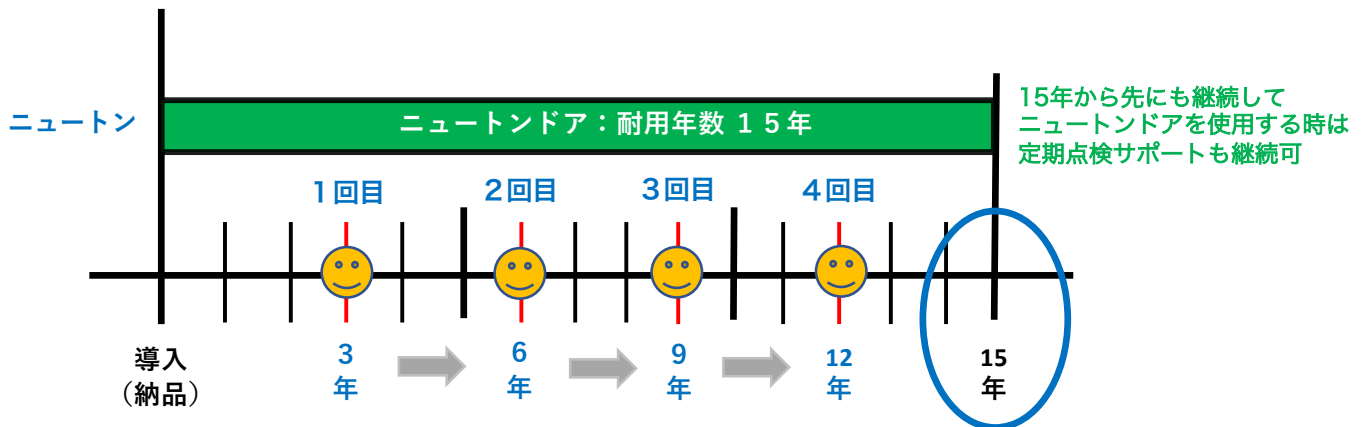 ニュートン
ニュートンドア：耐用年数 １５年
15年から先にも継続して
ニュートンドアを使用する時は
定期点検サポートも継続可
１回目
２回目
３回目
４回目
導入
（納品）
3
年
6
年
9
年
12
年
15
年